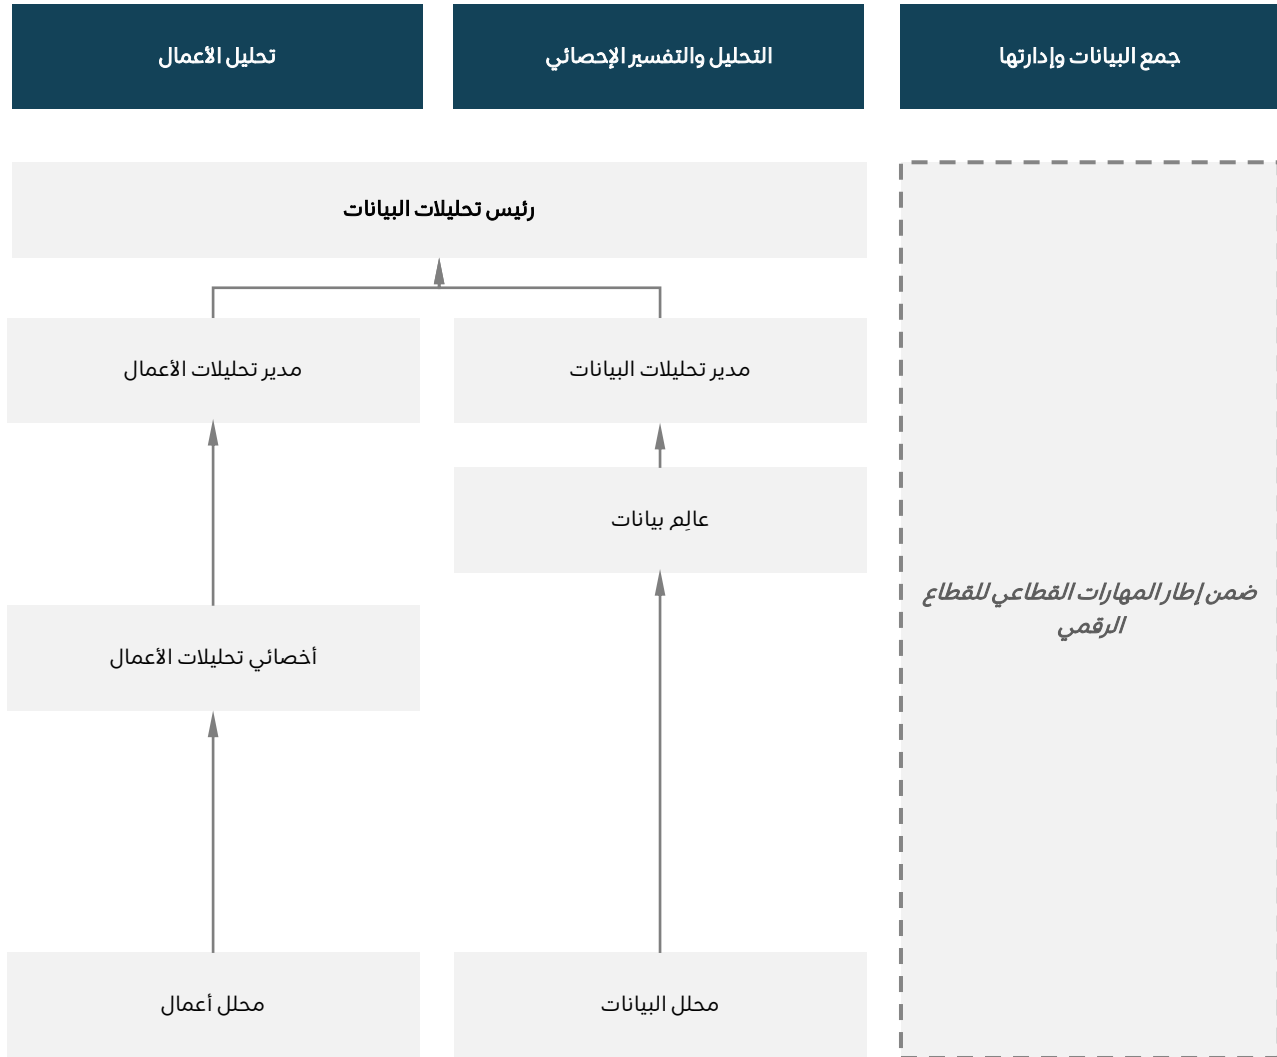 جمع البيانات وإدارتها
التحليل والتفسير الإحصائي
تحليل الأعمال
رئيس تحليلات البيانات
مدير تحليلات البيانات
مدير تحليلات الأعمال
عالِم بيانات
ضمن إطار المهارات القطاعي للقطاع
الرقمي
أخصائي تحليلات الأعمال
محلل البيانات
محلل أعمال